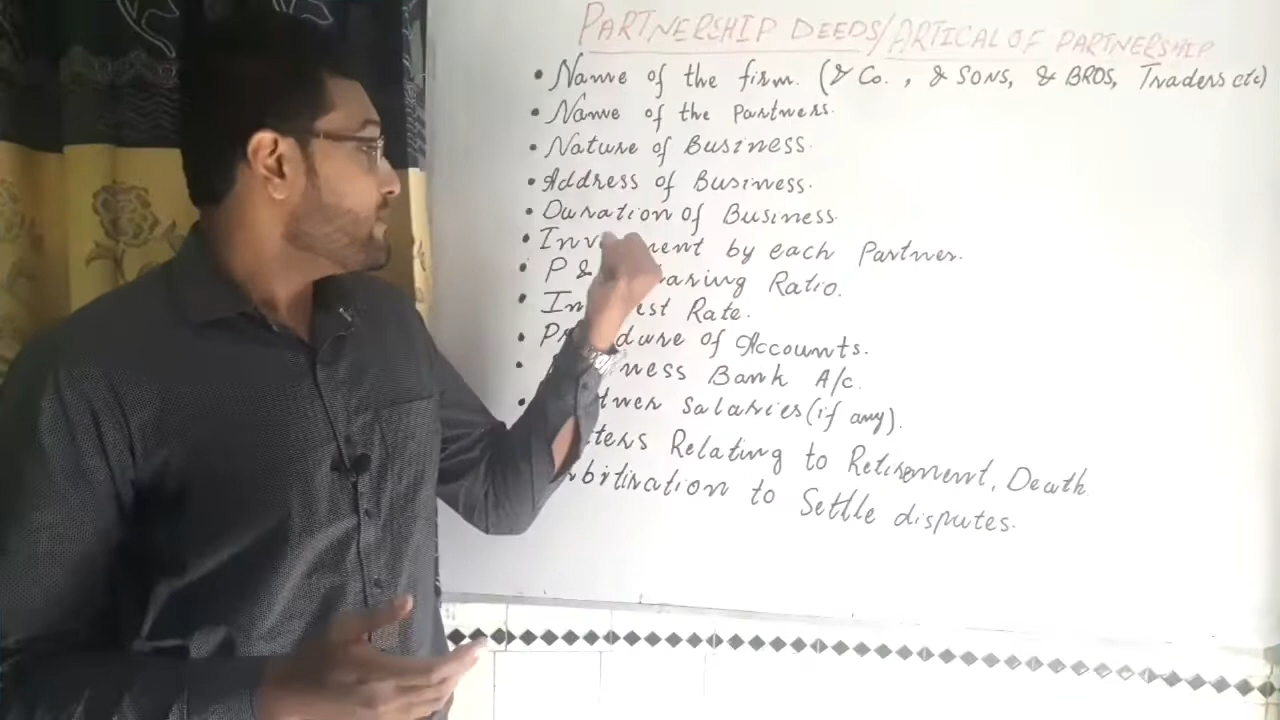 PARTNERSHIP DEEDS/ARTICAL OF PARTNERSHIP
• Name of the firm. (& Co., & SONS, & BROS, Traders etc)
• Name of the Partners.
• Nature of Business.
• Address of Business.
• Duration of Business.
• by each Partner.
• P & Ratio.
• Rate.
• of Accounts.
• Bank A/c.
• Salaries (if any).
Relating to Retirement, Death.
to Settle disputes.